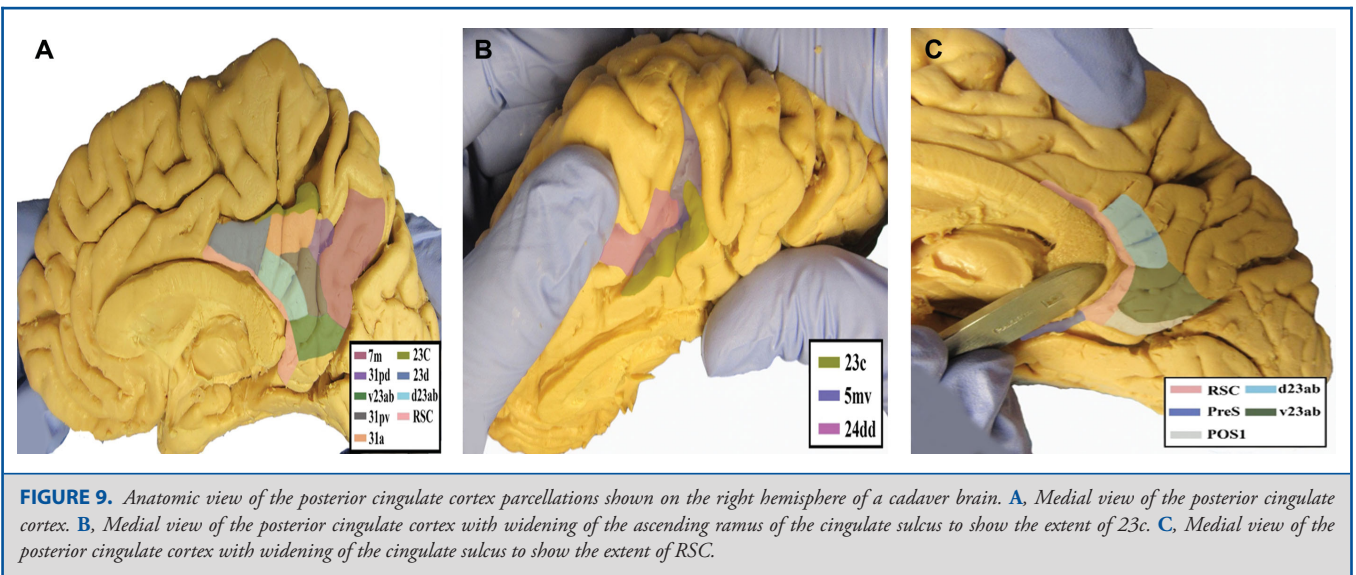 A
B
C
7m 23C
31pd 23d
v23ab d23ab
31pv RSC
31a
23c
5mv
24dd
RSC d23ab
PreS v23ab
POS1
FIGURE 9. Anatomic view of the posterior cingulate cortex parcellations shown on the right hemisphere of a cadaver brain. A, Medial view of the posterior cingulate
cortex. B, Medial view of the posterior cingulate cortex with widening of the ascending ramus of the cingulate sulcus to show the extent of 23c. C, Medial view of the
posterior cingulate cortex with widening of the cingulate sulcus to show the extent of RSC.